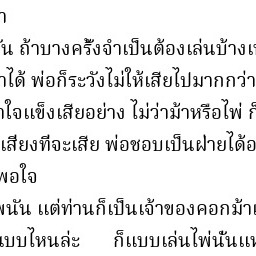 า
ัน ถ้าบางครั้งจำเป็นต้องเล่นบ้างเ
าได้ พ่อก็ระวังไม่ให้เสียไปมากกว่า
าใจแข็งเสียอย่าง ไม่ว่าม้าหรือไพ่ ก็
เสียงที่จะเสีย พ่อชอบเป็นฝ่ายได้อ
พอใจ
พนัน แต่ท่านก็เป็นเจ้าของคอกม้าแ
แบบไหนล่ะ ก็แบบเล่นไพ่นั่นแห